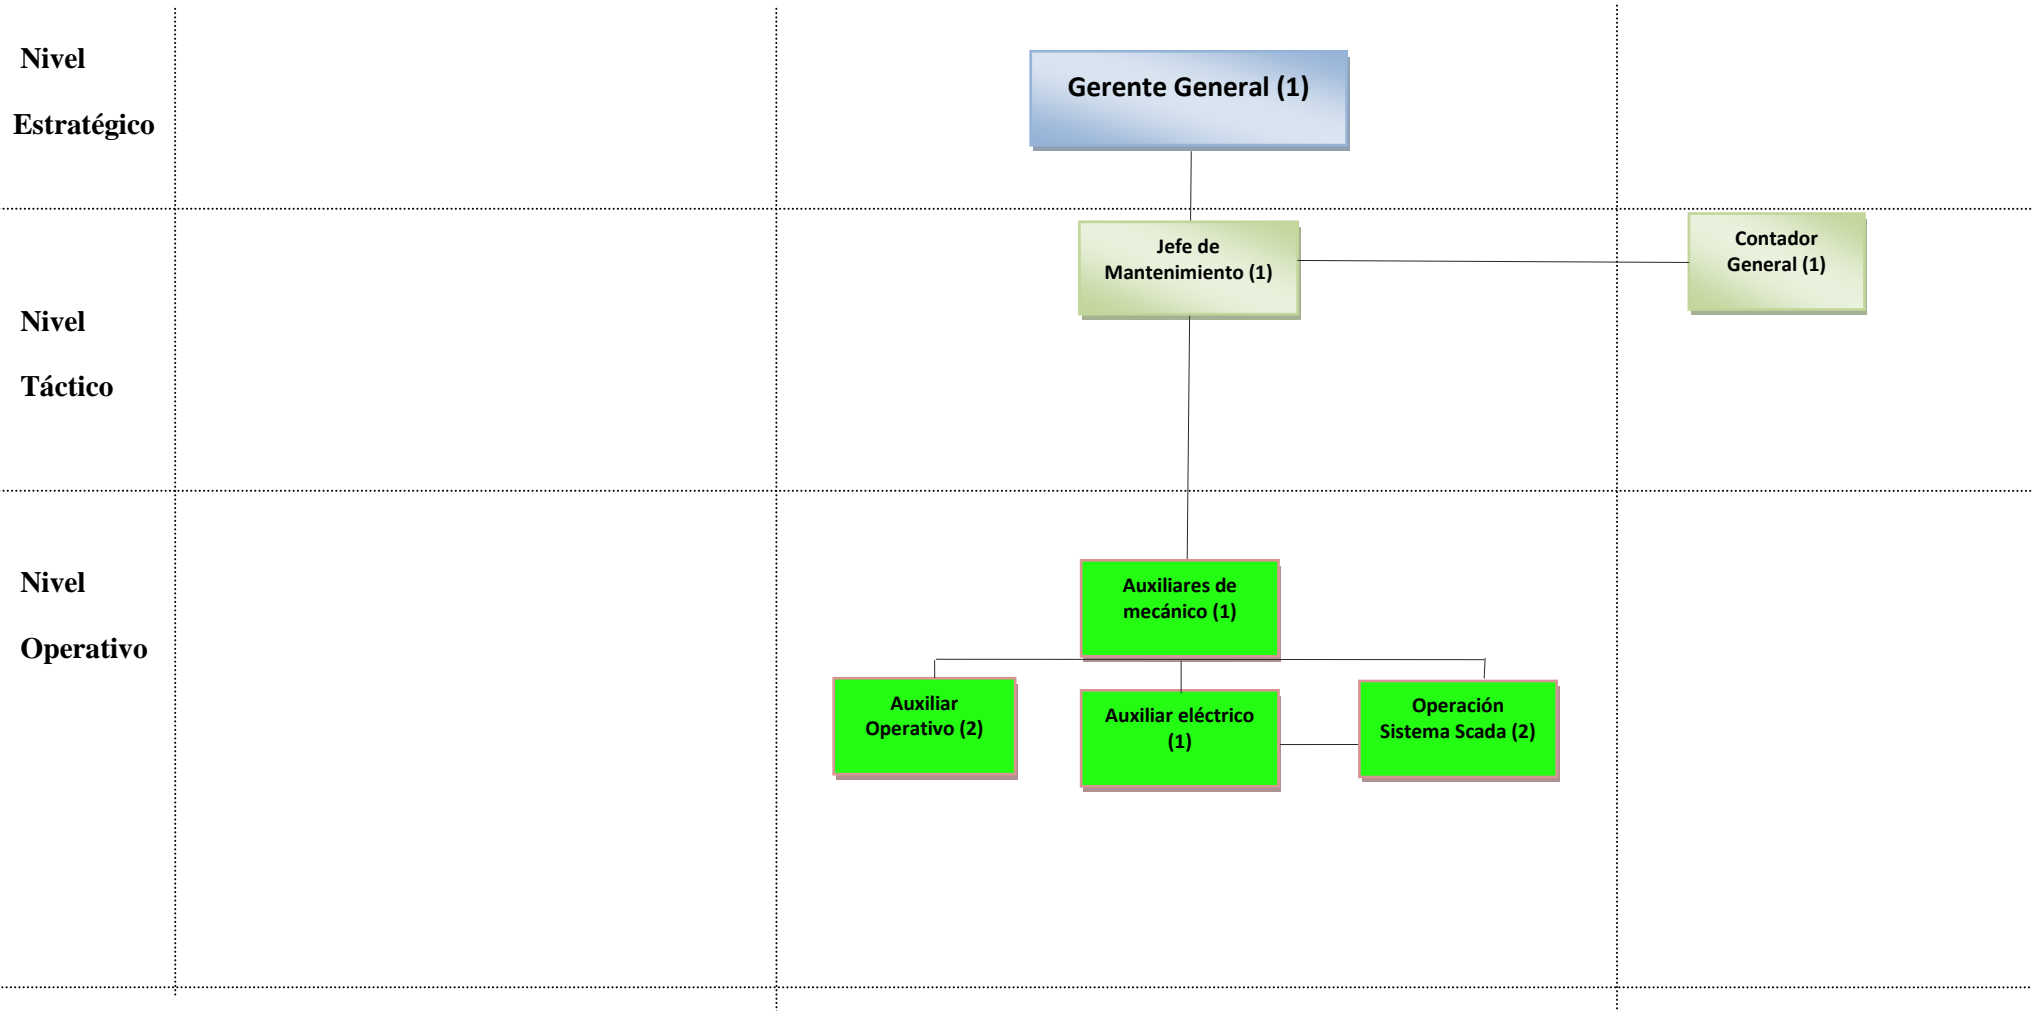 Nivel
Estratégico
Gerente General (1)
Nivel
Táctico
Jefe de
Mantenimiento (1)
Contador
General (1)
Nivel
Operativo
Auxiliares de
mecánico (1)
Auxiliar
Operativo (2)
Auxiliar eléctrico
(1)
Operación
Sistema Scada (2)